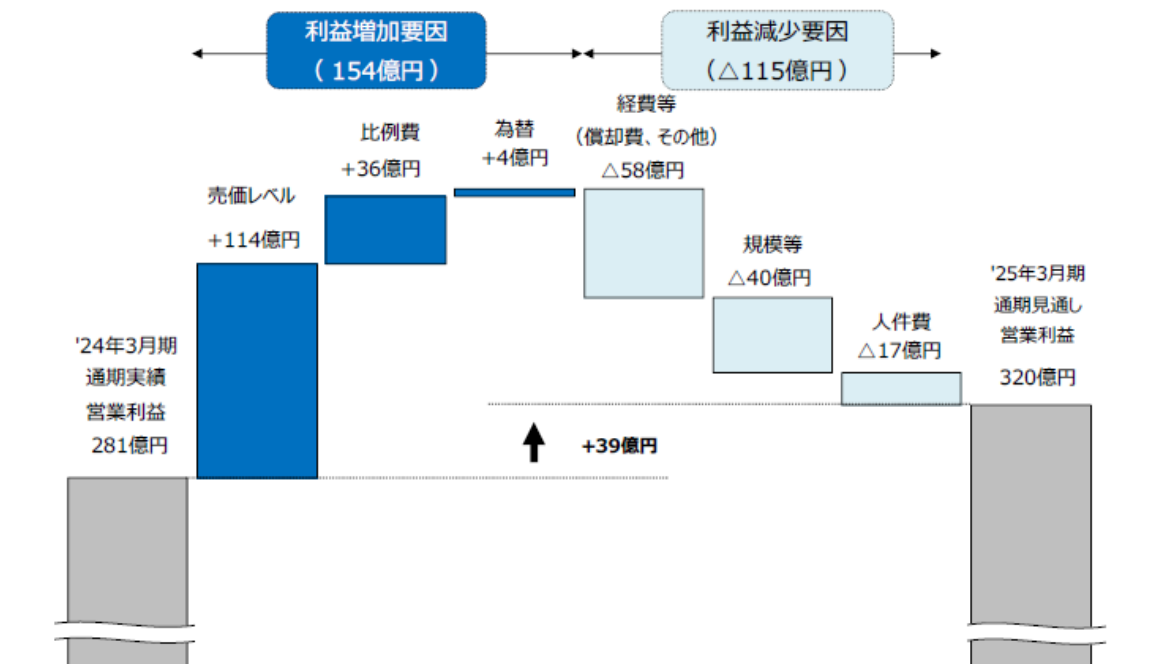 利益増加要因
（ 154億円 ）
利益減少要因
（△115億円 ）
経費等
（償却費、その他）
△58億円
比例費
+36億円
為替
+4億円
売価レベル
+114億円
規模等
△40億円
人件費
△17億円
'24年3月期
通期実績
営業利益
281億円
'25年3月期
通期見通し
営業利益
320億円
+39億円